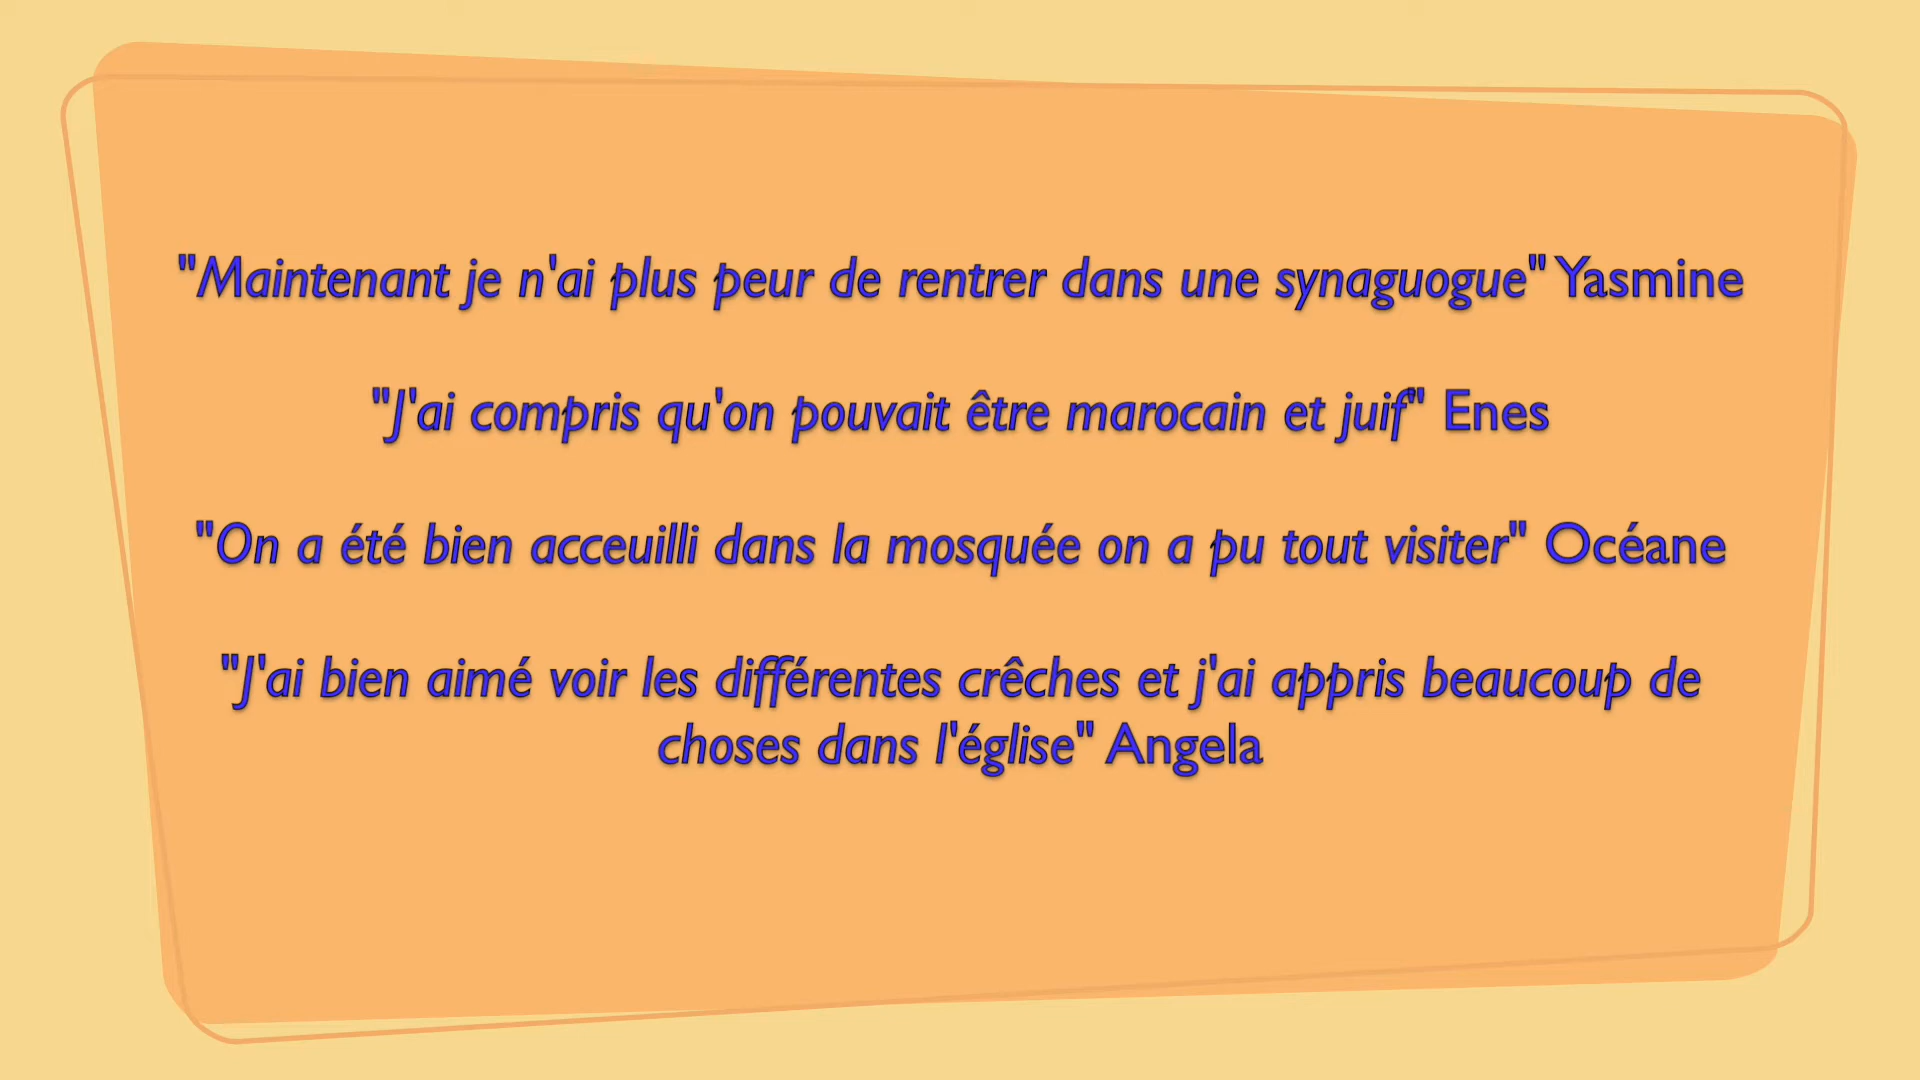 "Maintenant je n'ai plus peur de rentrer dans une synaguogue" Yasmine
"J'ai compris qu'on pouvait être marocain et juif" Enes
"On a été bien acceuilli dans la mosquée on a pu tout visiter" Océane
"J'ai bien aimé voir les différentes crêches et j'ai appris beaucoup de
choses dans l'église" Angela